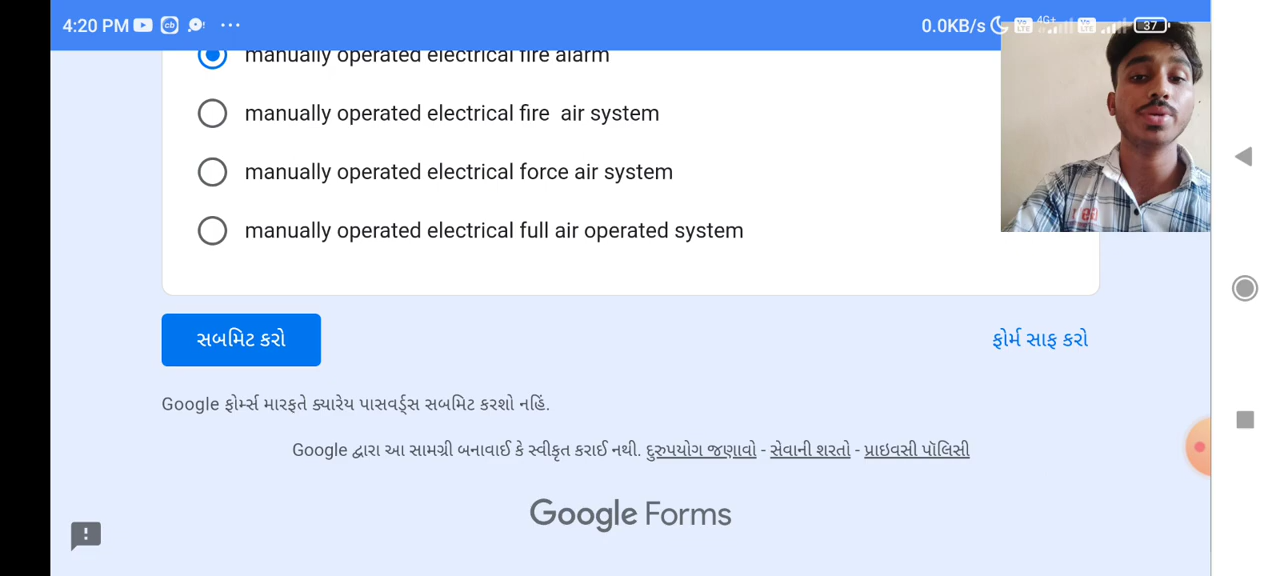 4:20 PM
0.0KB/s 4G+ 37
manually operated electrical fire alarm
manually operated electrical fire air system
manually operated electrical force air system
manually operated electrical full air operated system
સબમિટ કરો
ફોર્મ સાફ કરો
Google ફોર્મ્સ મારફતે ક્યારેય પાસવર્ડ્સ સબમિટ કરશો નહિં.
Google દ્વારા આ સામગ્રી બનાવાઈ કે સ્વીકૃત કરાઈ નથી. દુરુપયોગ જણાવો - સેવાની શરતો - પ્રાઇવસી પૉલિસી
Google Forms